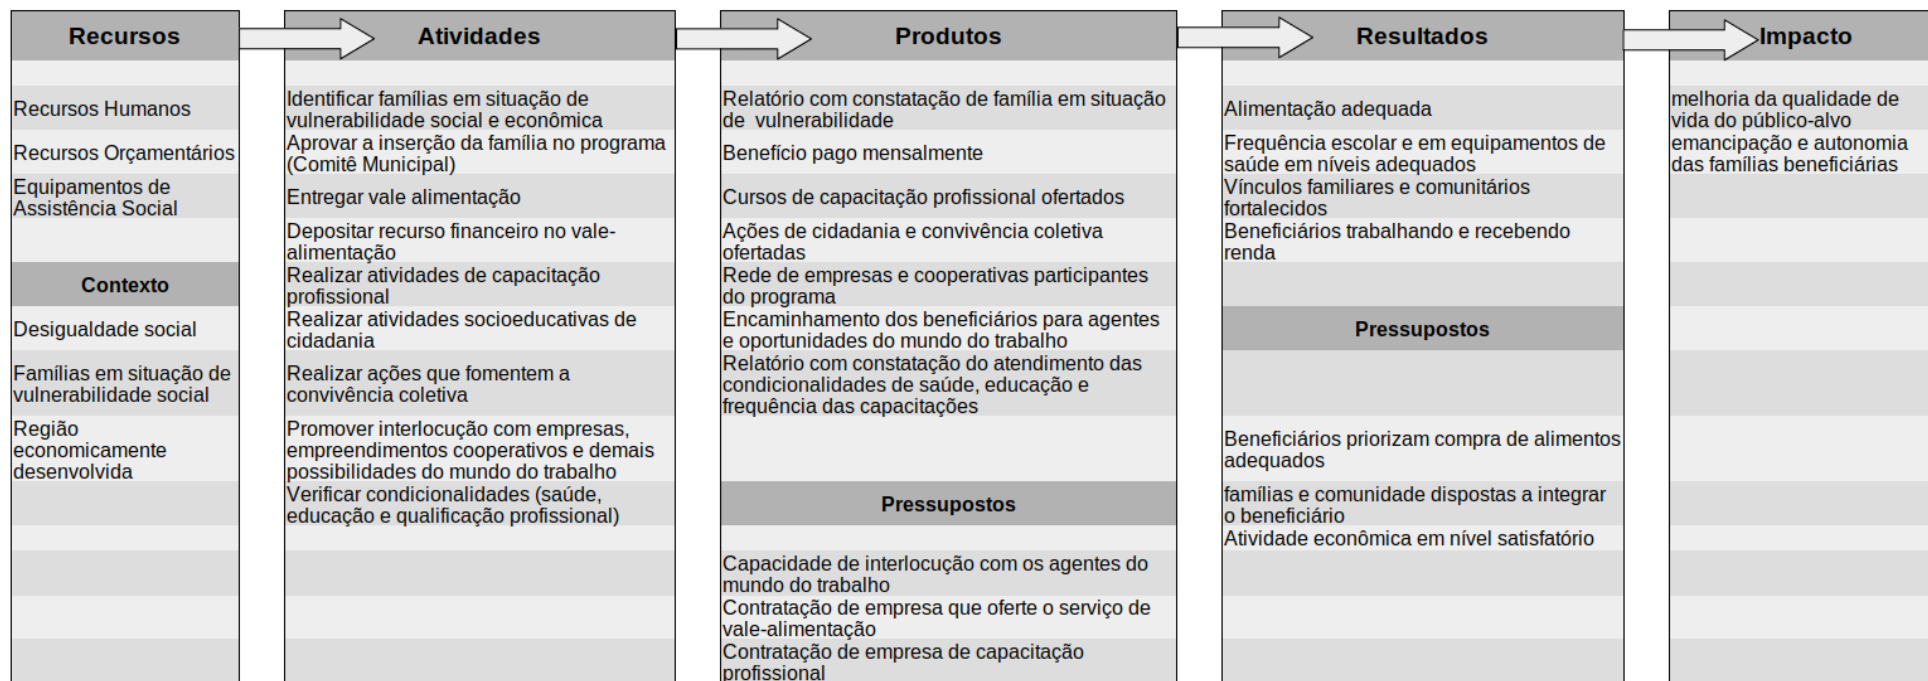 Recursos
Recursos Humanos
Recursos Orçamentários
Equipamentos de
Assistência Social
Contexto
Desigualdade social
Famílias em situação de
vulnerabilidade social
Região
economicamente
desenvolvida
Atividades
Identificar famílias em situação de
vulnerabilidade social e econômica
Aprovar a inserção da família no programa
(Comitê Municipal)
Entregar vale alimentação
Depositar recurso financeiro no vale-
alimentação
Realizar atividades de capacitação
profissional
Realizar atividades socioeducativas de
cidadania
Realizar ações que fomentem a
convivência coletiva
Promover interlocução com empresas,
empreendimentos cooperativos e demais
possibilidades do mundo do trabalho
Verificar condicionalidades (saúde,
educação e qualificação profissional)
Produtos
Relatório com constatação de família em situação
de vulnerabilidade
Benefício pago mensalmente
Cursos de capacitação profissional ofertados
Ações de cidadania e convivência coletiva
ofertadas
Rede de empresas e cooperativas participantes
do programa
Encaminhamento dos beneficiários para agentes
e oportunidades do mundo do trabalho
Relatório com constatação do atendimento das
condicionalidades de saúde, educação e
frequência das capacitações
Pressupostos
Capacidade de interlocução com os agentes do
mundo do trabalho
Contratação de empresa que oferte o serviço de
vale-alimentação
Contratação de empresa de capacitação
profissional
Resultados
Alimentação adequada
Frequência escolar e em equipamentos de
saúde em níveis adequados
Vínculos familiares e comunitários
fortalecidos
Beneficiários trabalhando e recebendo
renda
Pressupostos
Beneficiários priorizam compra de alimentos
adequados
famílias e comunidade dispostas a integrar
o beneficiário
Atividade econômica em nível satisfatório
Impacto
melhoria da qualidade de
vida do público-alvo
emancipação e autonomia
das famílias beneficiárias